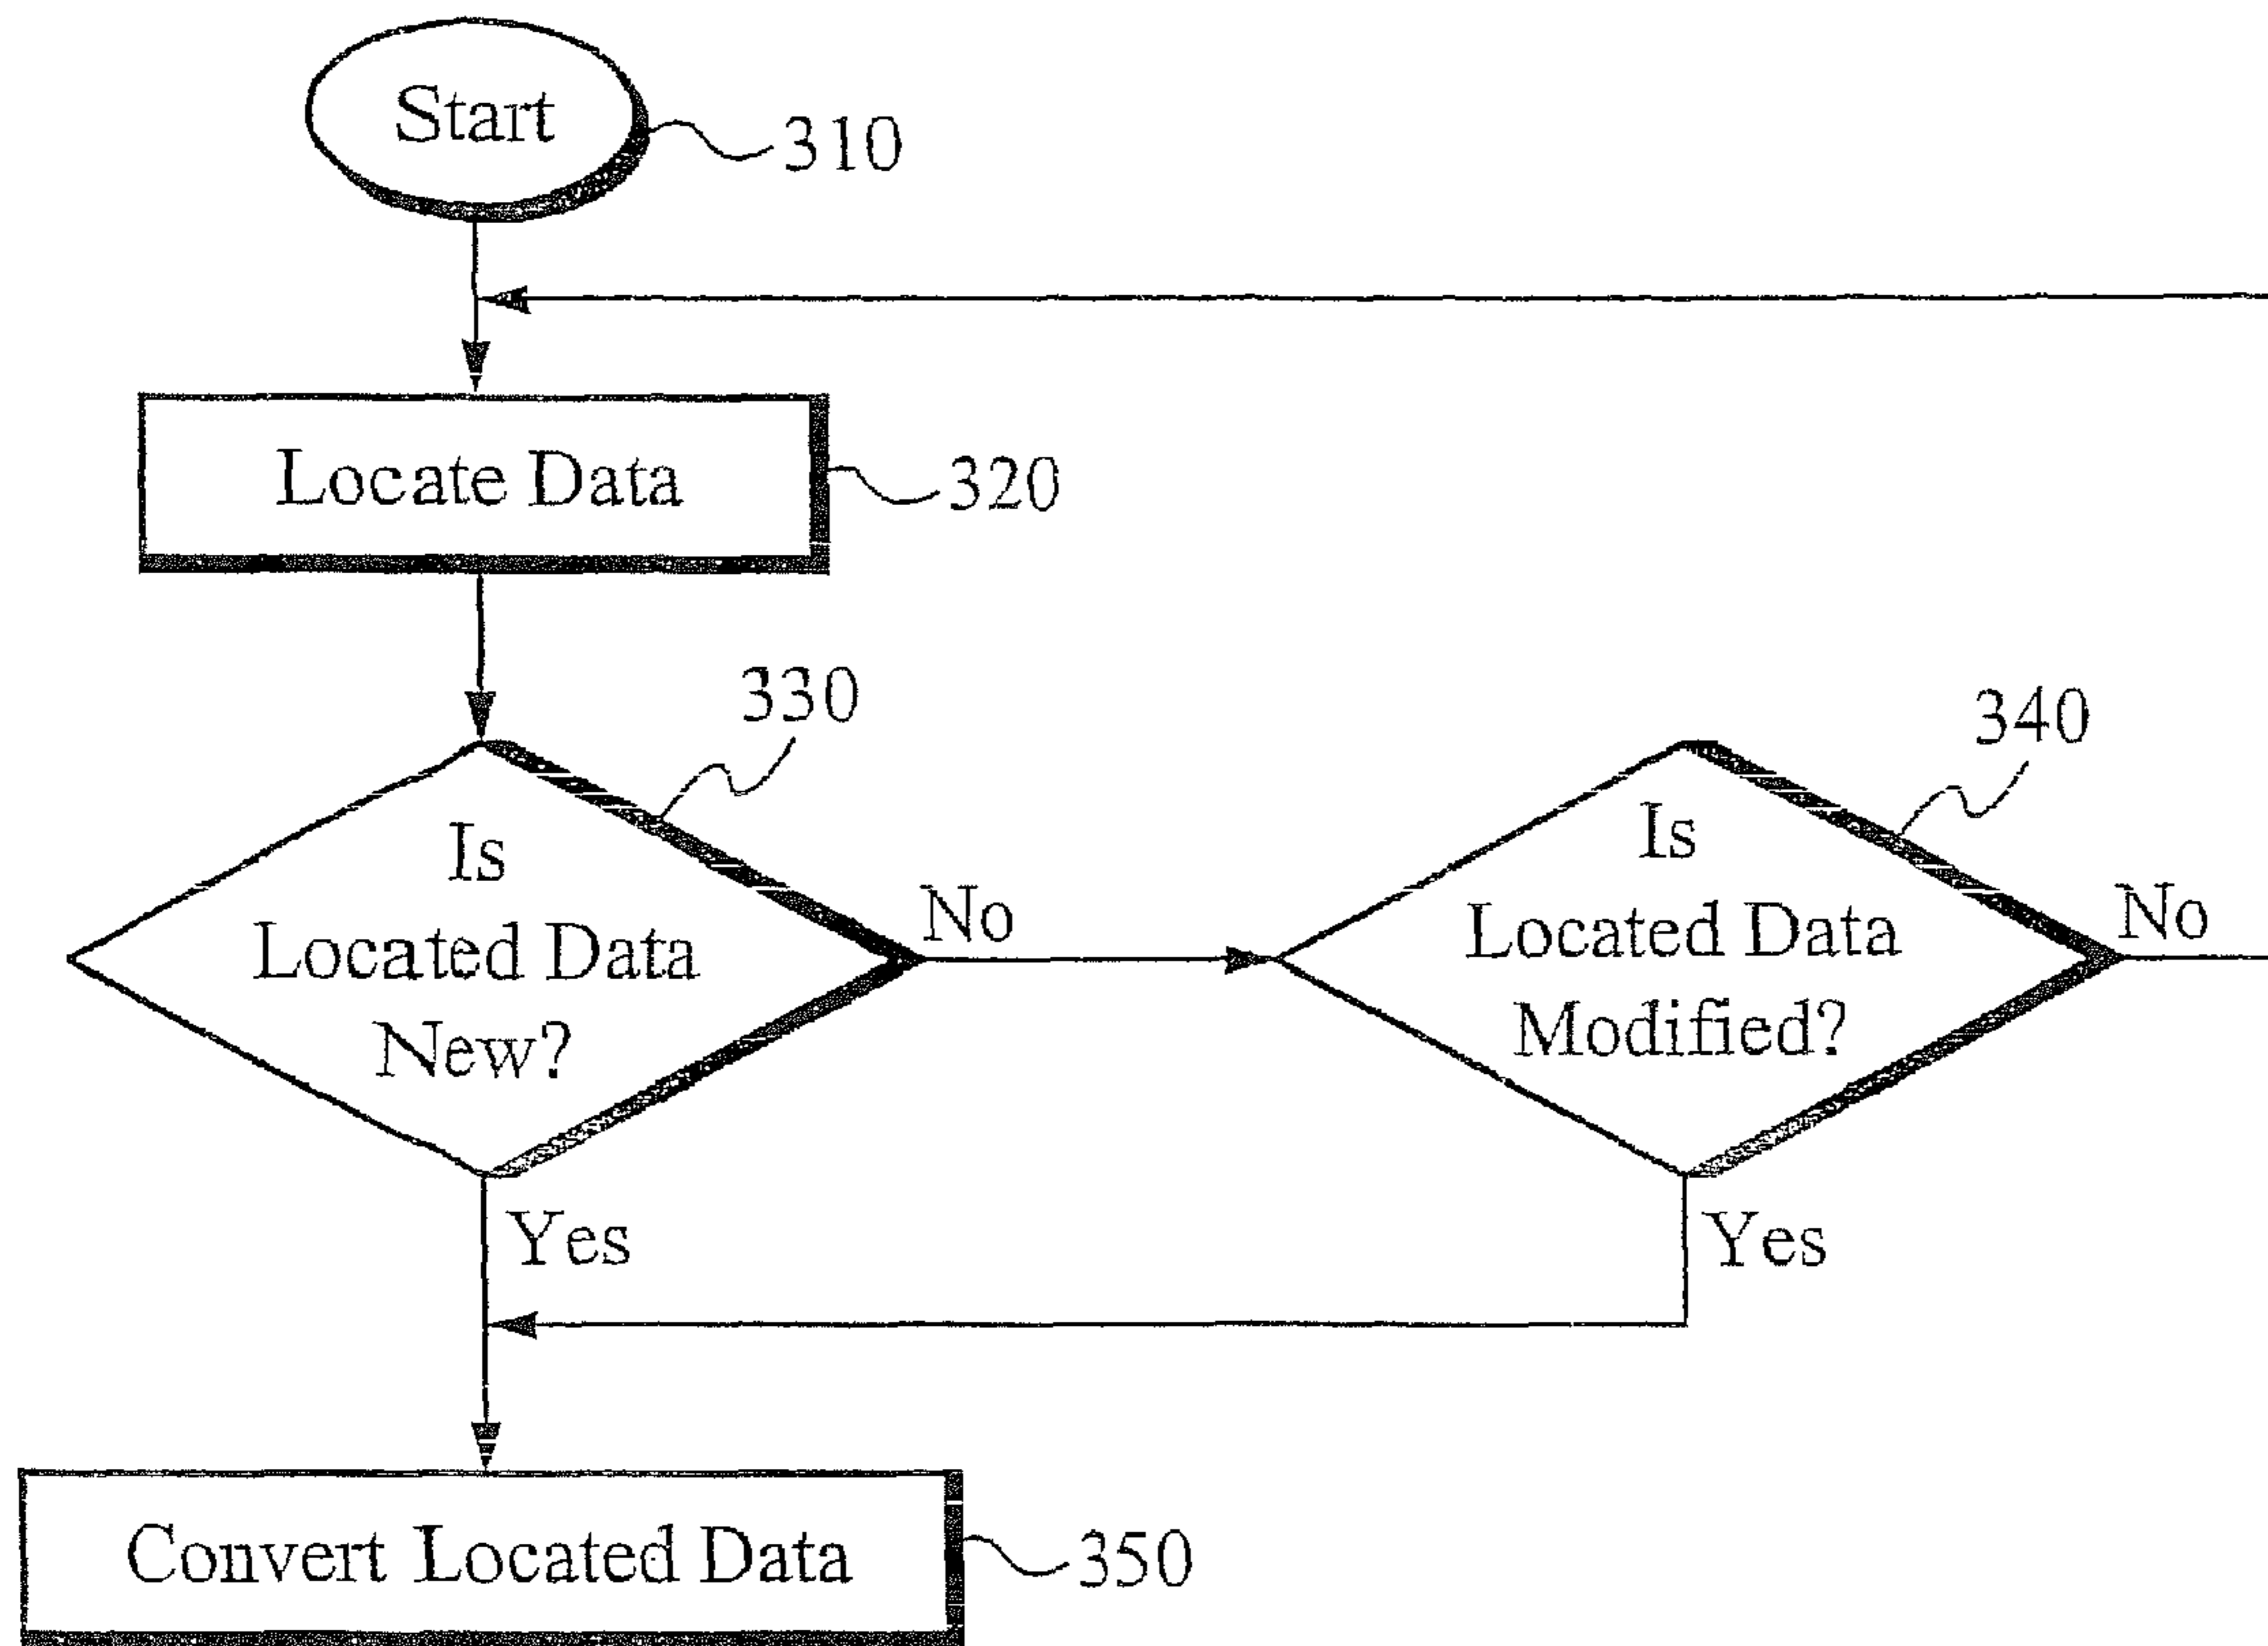 Start
310
Locate Data
320
330
Is
Located Data
New?
No
340
Is
Located Data
Modified?
No
Yes
Yes
Convert Located Data
350